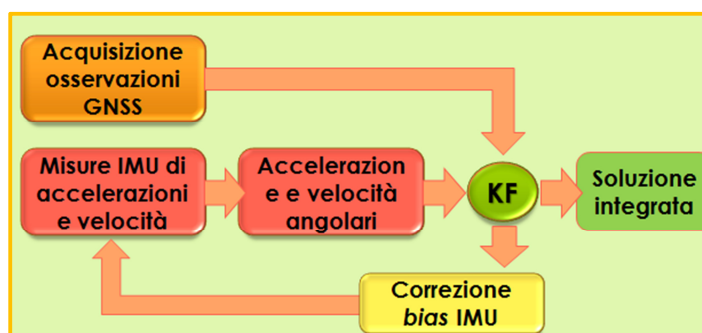 Acquisizione
osservazioni
GNSS
Misure IMU di
accelerazioni
e velocità
Accelerazion
e e velocità
angolari
KF
Soluzione
integrata
Correzione
bias IMU